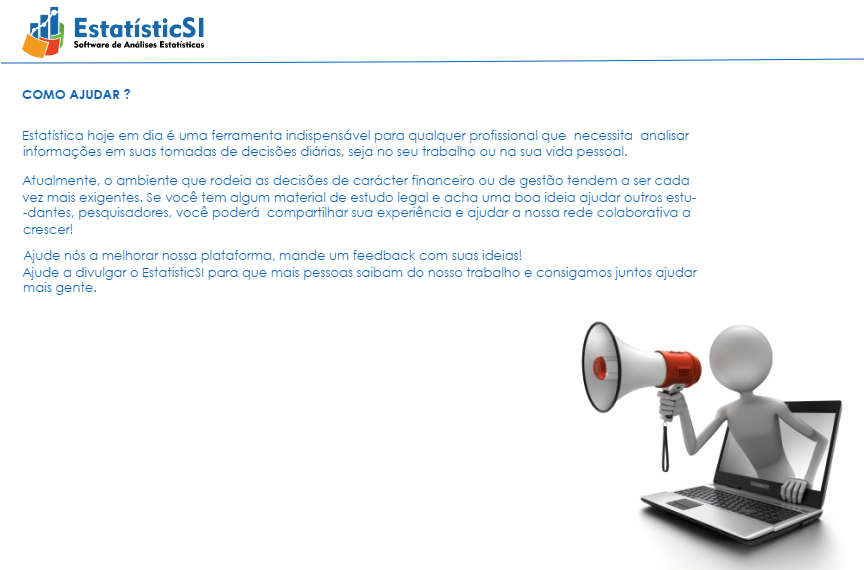 EstatísticSI
Software de Análises Estatísticas
COMO AJUDAR ?
Estatística hoje em dia é uma ferramenta indispensável para qualquer profissional que necessita analisar
informações em suas tomadas de decisões diárias, seja no seu trabalho ou na sua vida pessoal.
Atualmente, o ambiente que rodeia as decisões de carácter financeiro ou de gestão tendem a ser cada
vez mais exigentes. Se você tem algum material de estudo legal e acha uma boa ideia ajudar outros estu-
-dantes, pesquisadores, você poderá compartilhar sua experiência e ajudar a nossa rede colaborativa a
crescer!
Ajude nós a melhorar nossa plataforma, mande um feedback com suas ideias!
Ajude a divulgar o EstatisticSI para que mais pessoas saibam do nosso trabalho e consigamos juntos ajudar
mais gente.